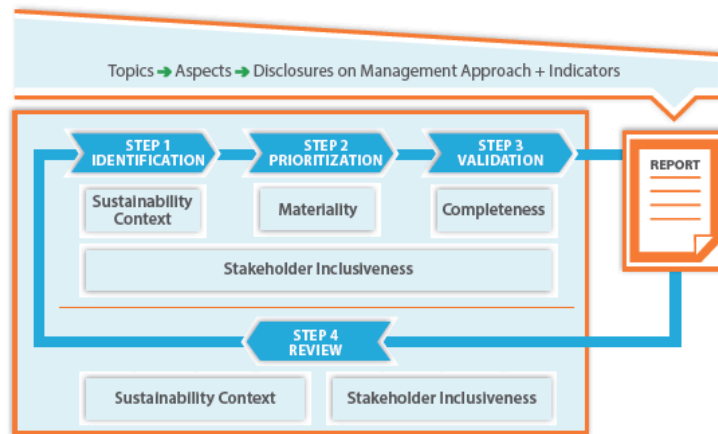 Topics ➔ Aspects ➔ Disclosures on Management Approach + Indicators
STEP 1
IDENTIFICATION
STEP 2
PRIORITIZATION
STEP 3
VALIDATION
REPORT
Sustainability
Context
Materiality
Completeness
Stakeholder Inclusiveness
STEP 4
REVIEW
Sustainability Context
Stakeholder Inclusiveness